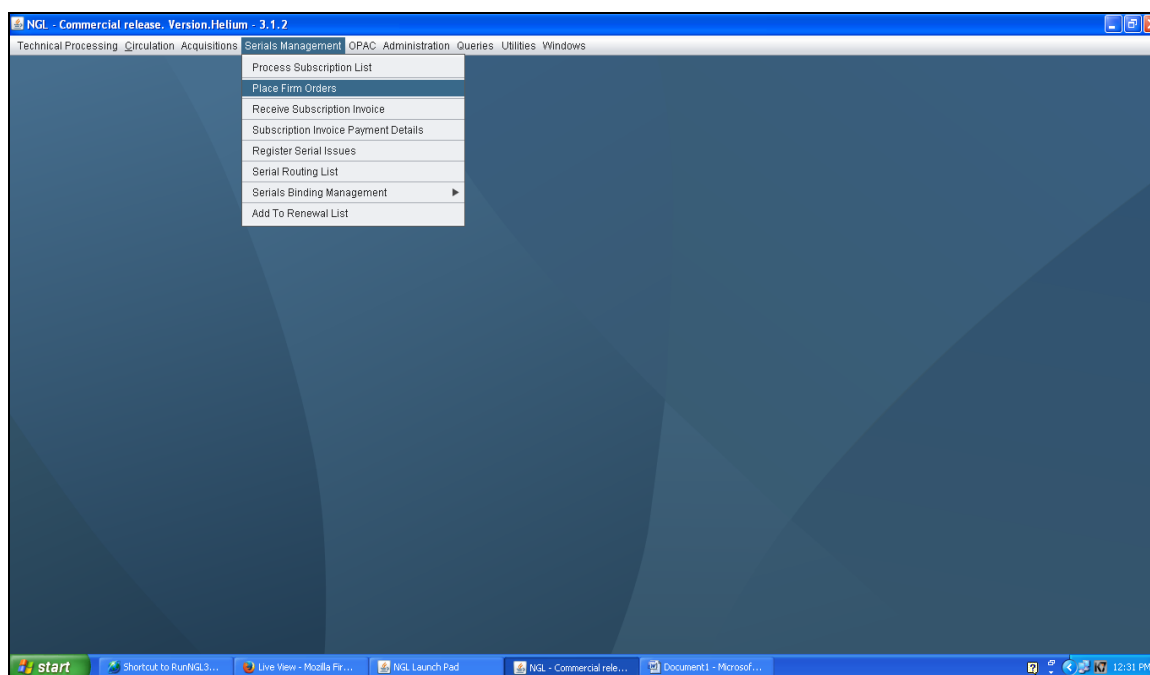 NGL - Commercial release. Version.Helium - 3.1.2
Technical Processing Circulation Acquisitions Serials Management OPAC Administration Queries Utilities Windows
Process Subscription List
Place Firm Orders
Receive Subscription Invoice
Subscription Invoice Payment Details
Register Serial Issues
Serial Routing List
Serials Binding Management
Add To Renewal List
start Shortcut to RunNGL3... Live View - Mozilla Fir... NGL Launch Pad NGL - Commercial rele... Document1 - Microsof... K7 12:31 PM